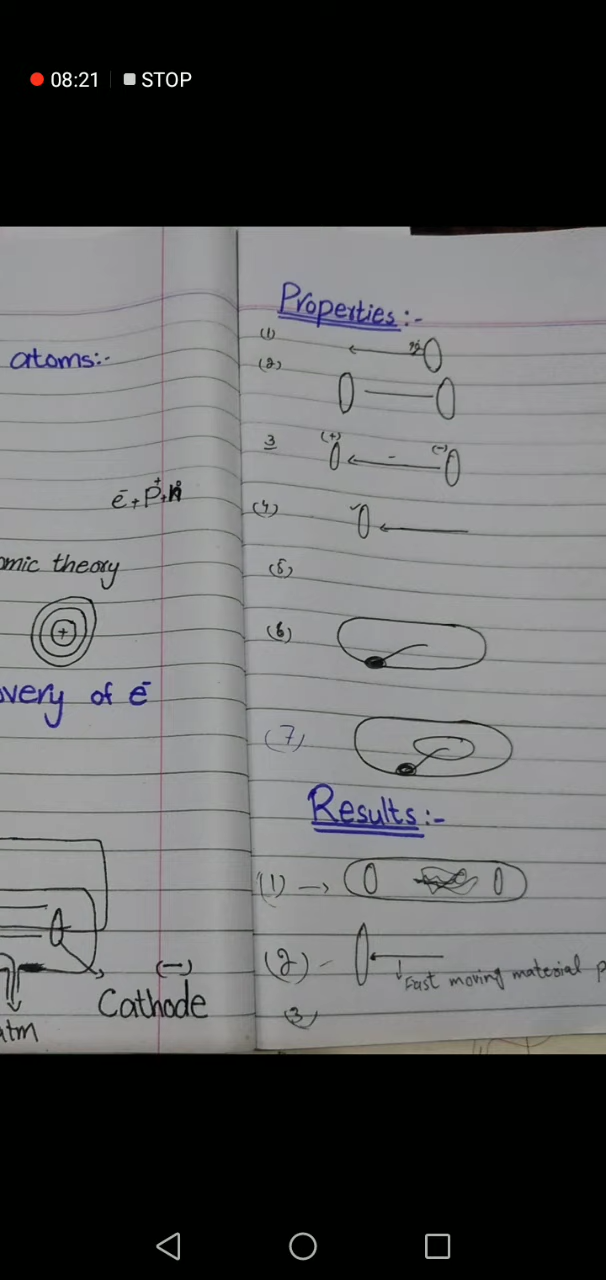 08:21 STOP
atoms:-
e⁻ + P⁺ + n°
omic theory
+
overy of e⁻
(-)
Cathode
atm
Properties:-
(1)
(2)
3 (+) - (-)
(4)
(5)
(6)
(7)
Results:-
(1) →
(2) -
Fast moving material p
(3)